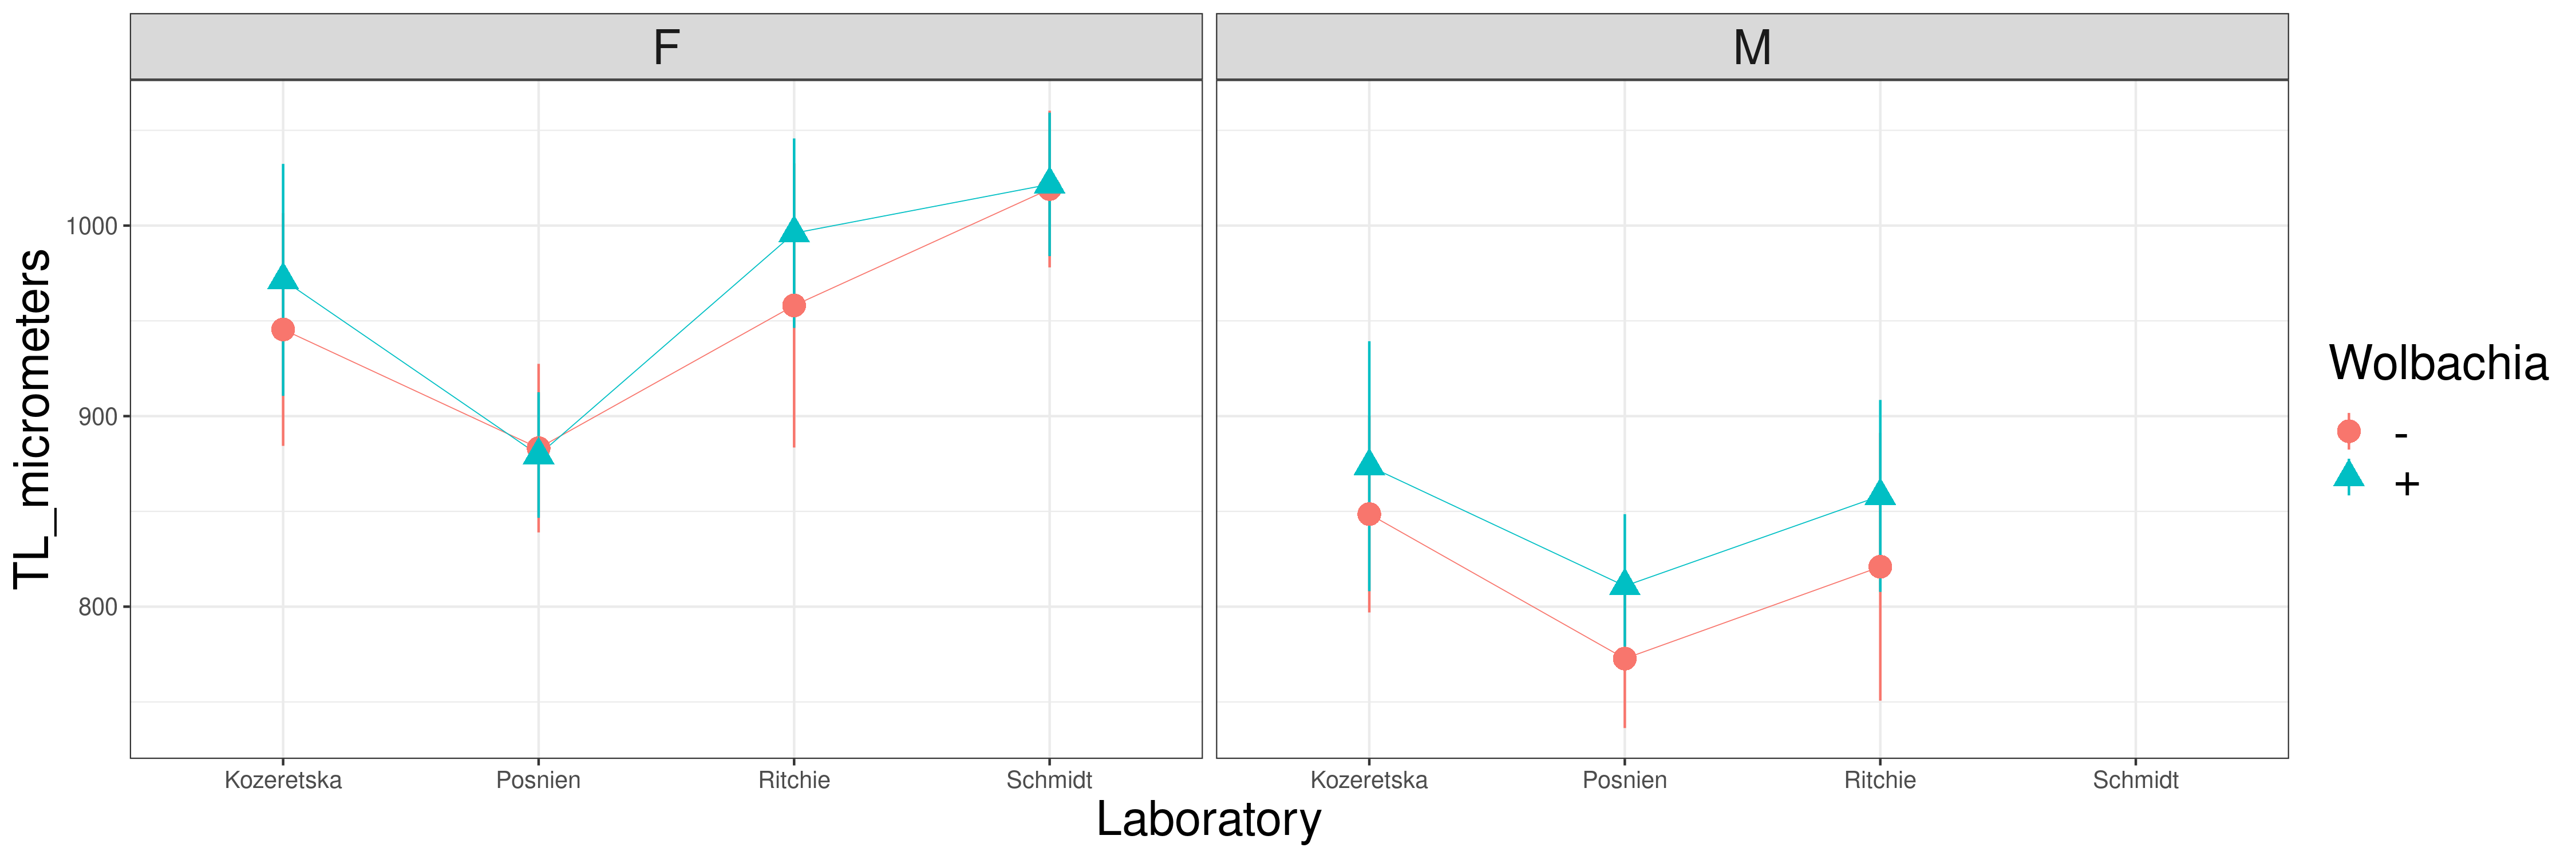 F
M
TL_micrometers
1000
900
800
Kozeretska Posnien Ritchie Schmidt
Kozeretska Posnien Ritchie Schmidt
Laboratory
Wolbachia
-
+